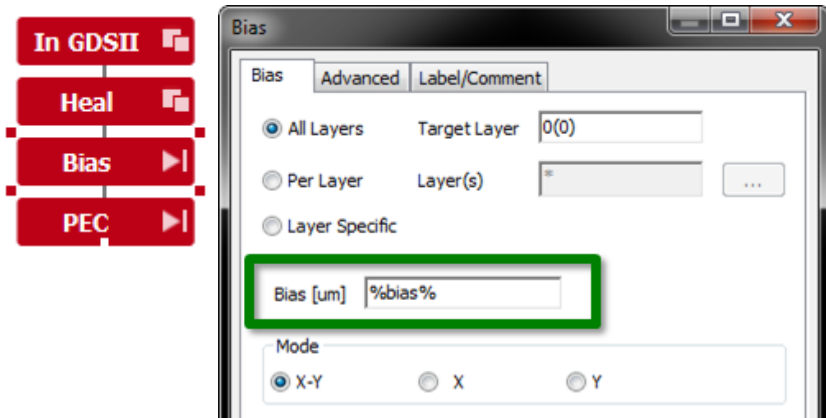 In GDSII
Heal
Bias
PEC
Bias
Bias Advanced Label/Comment
All Layers Target Layer 0(0)
Per Layer Layer(s) * ...
Layer Specific
Bias [um] %bias%
Mode
X-Y X Y